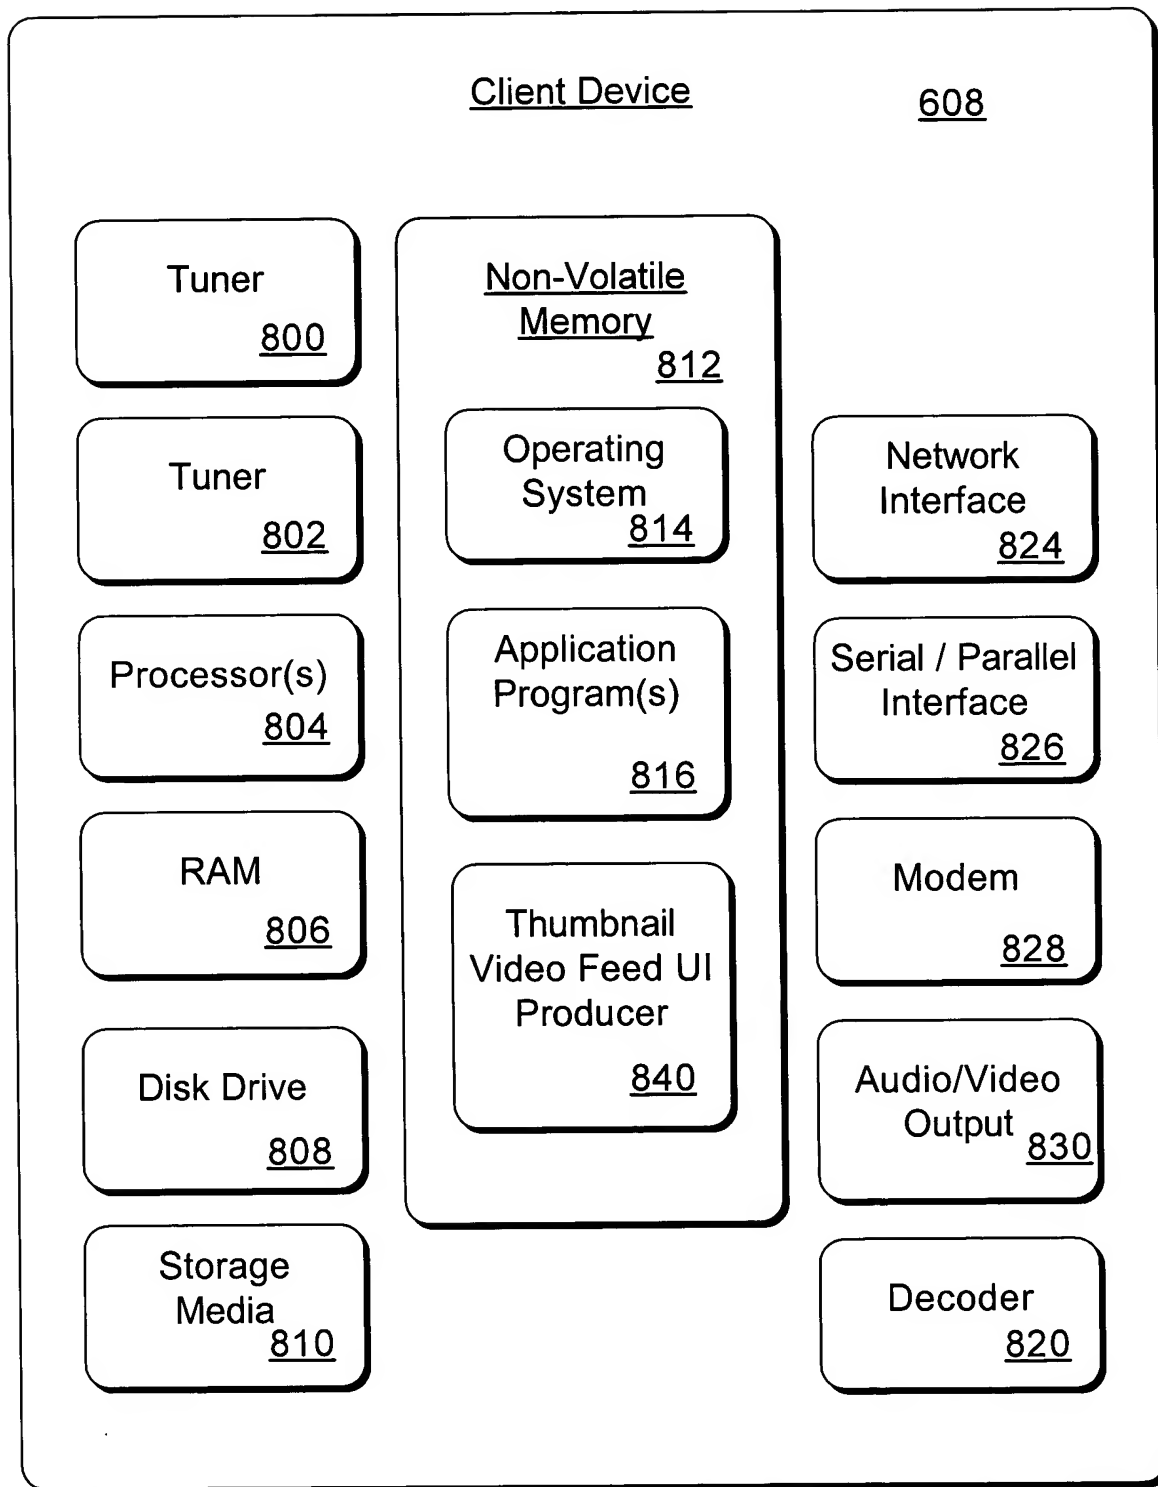 Client Device
608
Tuner
800
Tuner
802
Processor(s)
804
RAM
806
Disk Drive
808
Storage
Media
810
Non-Volatile
Memory
812
Operating
System
814
Application
Program(s)
816
Thumbnail
Video Feed UI
Producer
840
Network
Interface
824
Serial / Parallel
Interface
826
Modem
828
Audio/Video
Output
830
Decoder
820